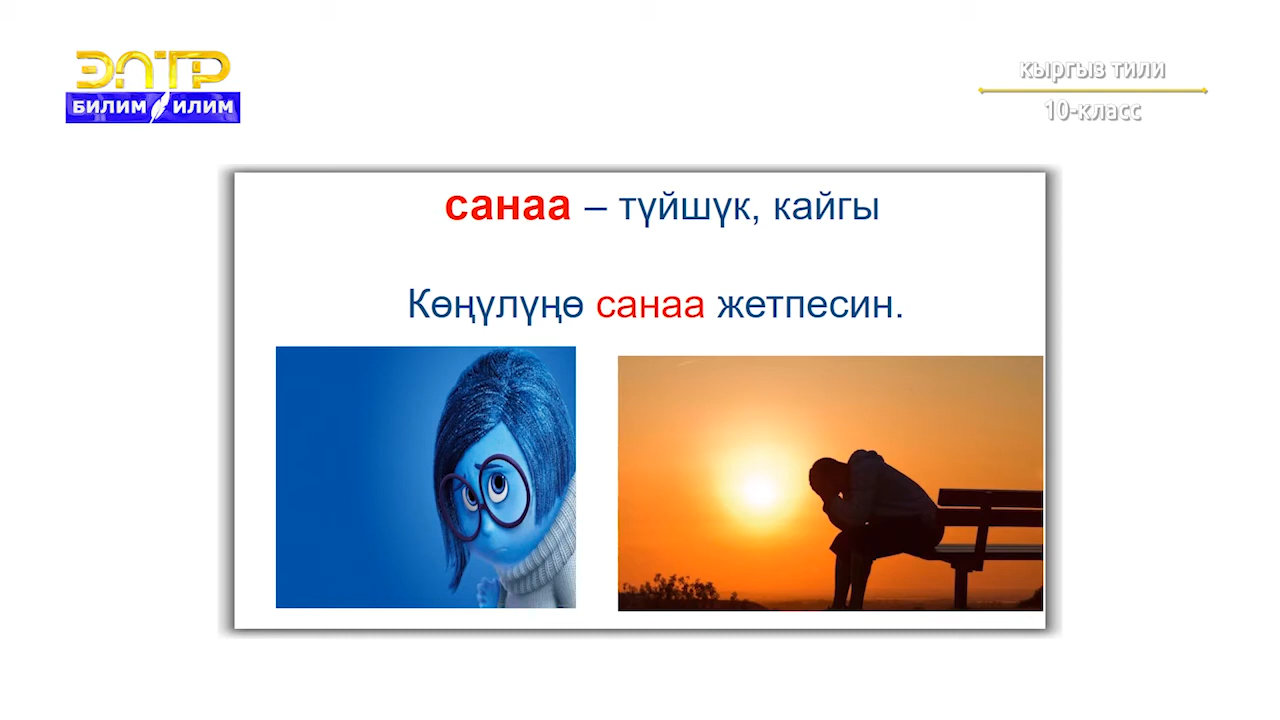 ЭЛТР
БИЛИМ ИЛИМ
кыргыз тили
10-класс
санаа – түйшүк, кайгы
Көңүлүңө санаа жетпесин.